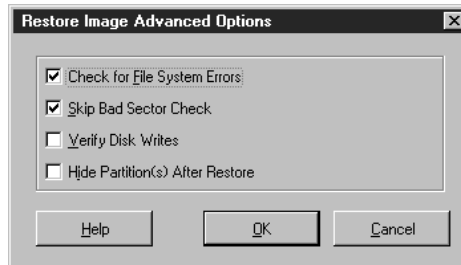 Restore Image Advanced Options
Check for File System Errors
Skip Bad Sector Check
Verify Disk Writes
Hide Partition(s) After Restore
Help OK Cancel